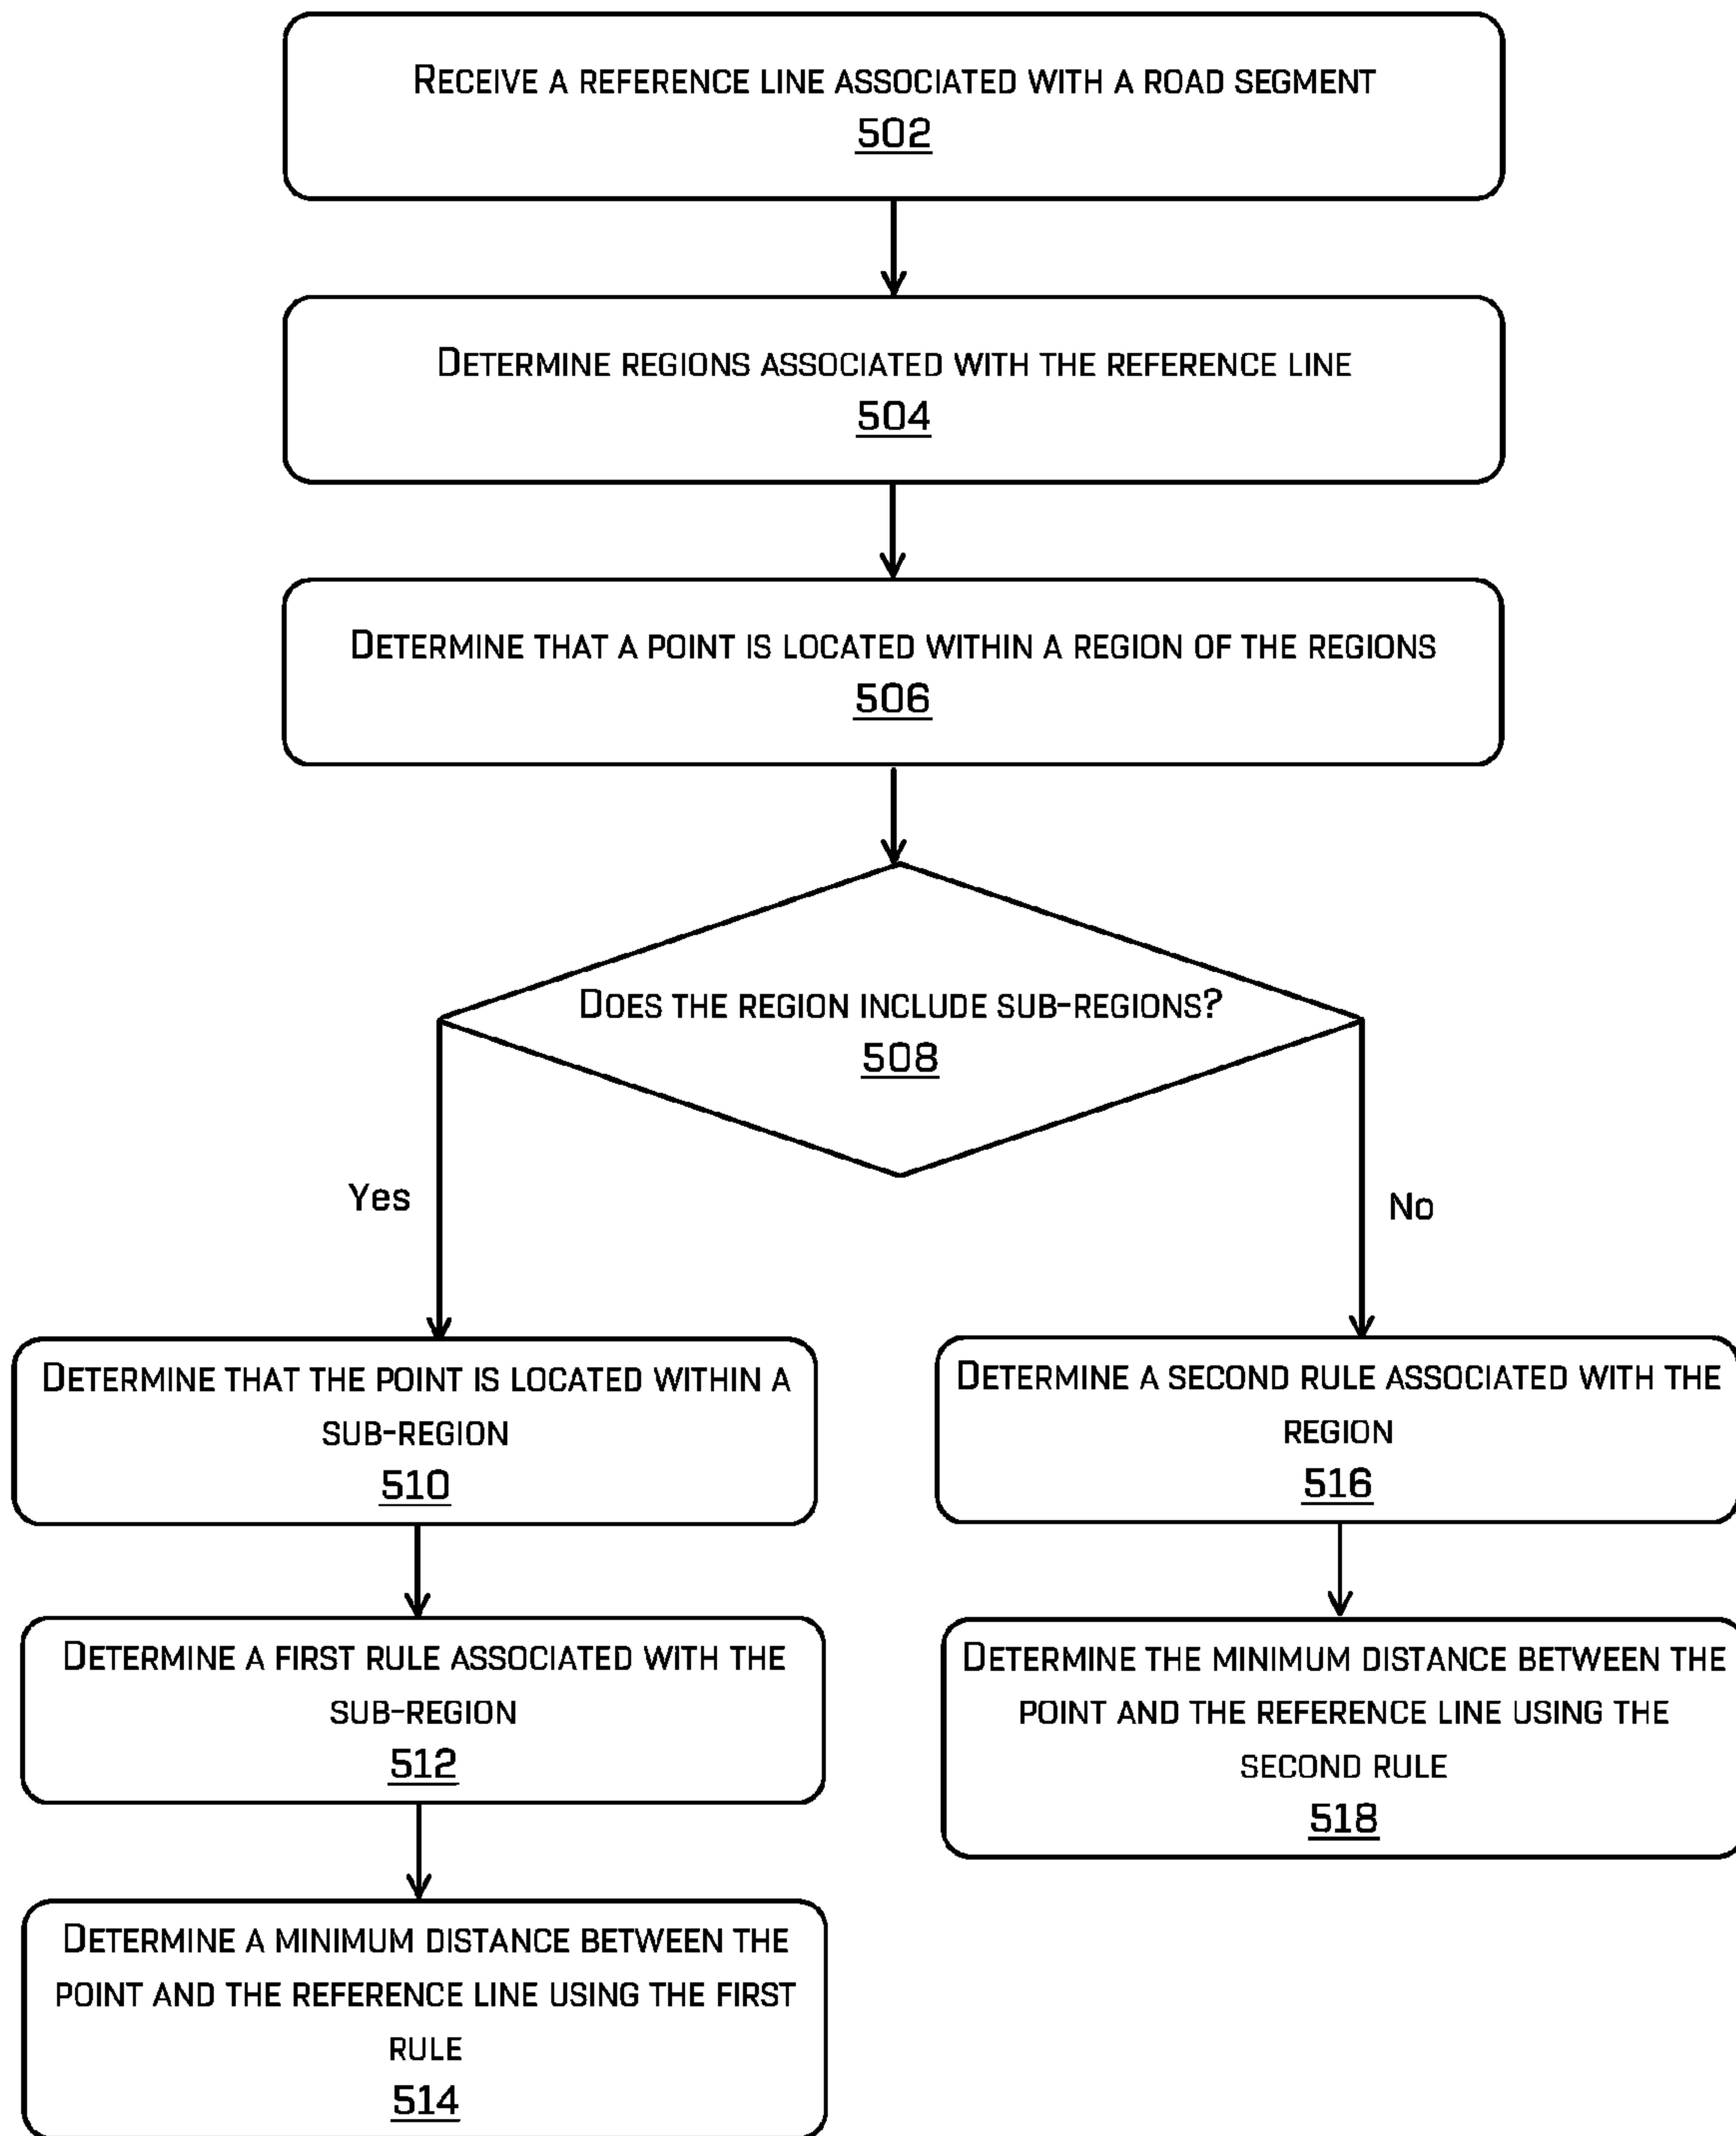 RECEIVE A REFERENCE LINE ASSOCIATED WITH A ROAD SEGMENT
502
DETERMINE REGIONS ASSOCIATED WITH THE REFERENCE LINE
504
DETERMINE THAT A POINT IS LOCATED WITHIN A REGION OF THE REGIONS
506
DOES THE REGION INCLUDE SUB-REGIONS?
508
Yes
No
DETERMINE THAT THE POINT IS LOCATED WITHIN A
SUB-REGION
510
DETERMINE A FIRST RULE ASSOCIATED WITH THE
SUB-REGION
512
DETERMINE A MINIMUM DISTANCE BETWEEN THE
POINT AND THE REFERENCE LINE USING THE FIRST
RULE
514
DETERMINE A SECOND RULE ASSOCIATED WITH THE
REGION
516
DETERMINE THE MINIMUM DISTANCE BETWEEN THE
POINT AND THE REFERENCE LINE USING THE
SECOND RULE
518